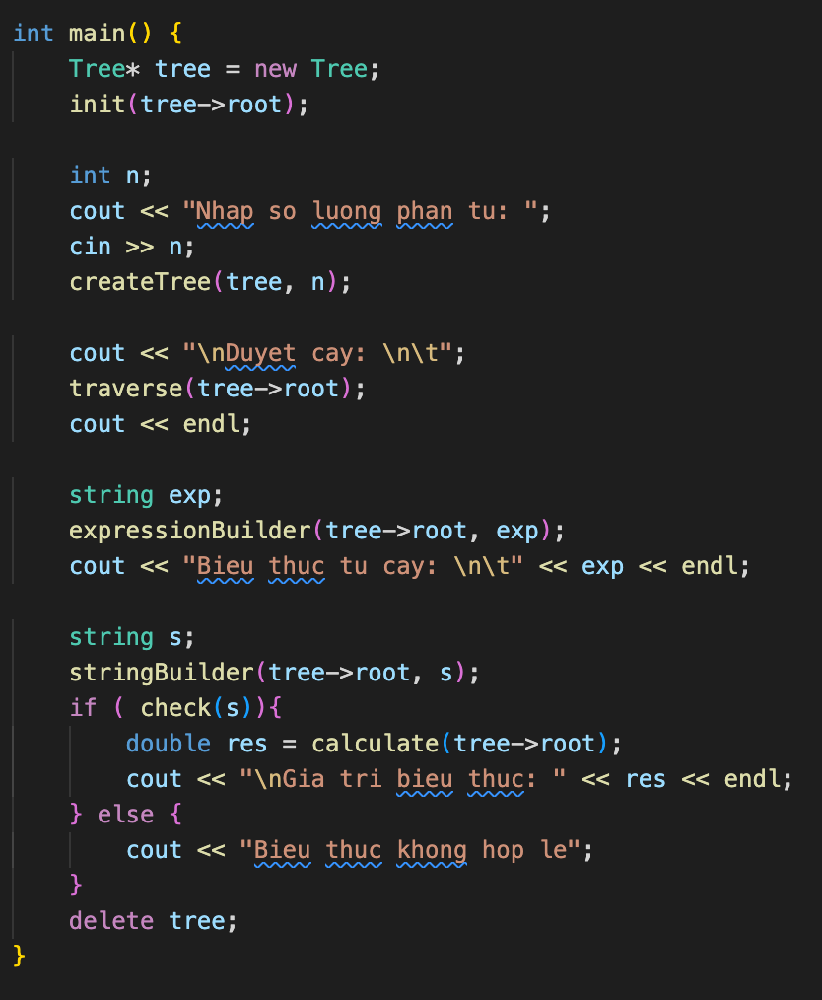 int main() {
    Tree* tree = new Tree;
    init(tree->root);

    int n;
    cout << "Nhap so luong phan tu: ";
    cin >> n;
    createTree(tree, n);

    cout << "\nDuyet cay: \n\t";
    traverse(tree->root);
    cout << endl;

    string exp;
    expressionBuilder(tree->root, exp);
    cout << "Bieu thuc tu cay: \n\t" << exp << endl;

    string s;
    stringBuilder(tree->root, s);
    if ( check(s)){
        double res = calculate(tree->root);
        cout << "\nGia tri bieu thuc: " << res << endl;
    } else {
        cout << "Bieu thuc khong hop le";
    }
    delete tree;
}